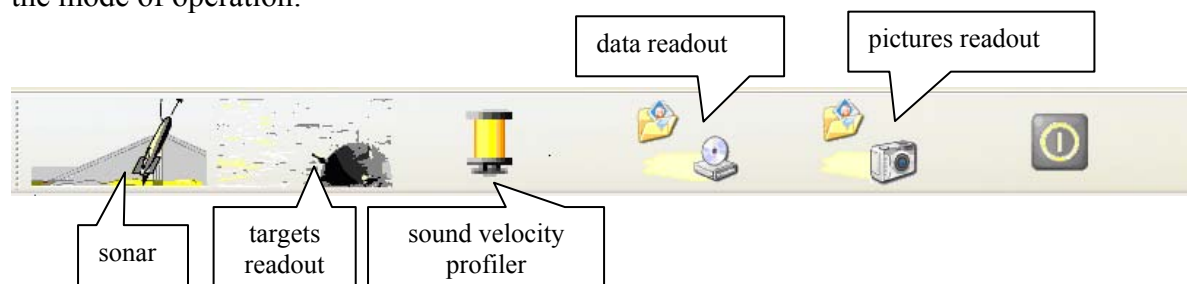 the mode of operation.
data readout
pictures readout
sonar
targets
readout
sound velocity
profiler